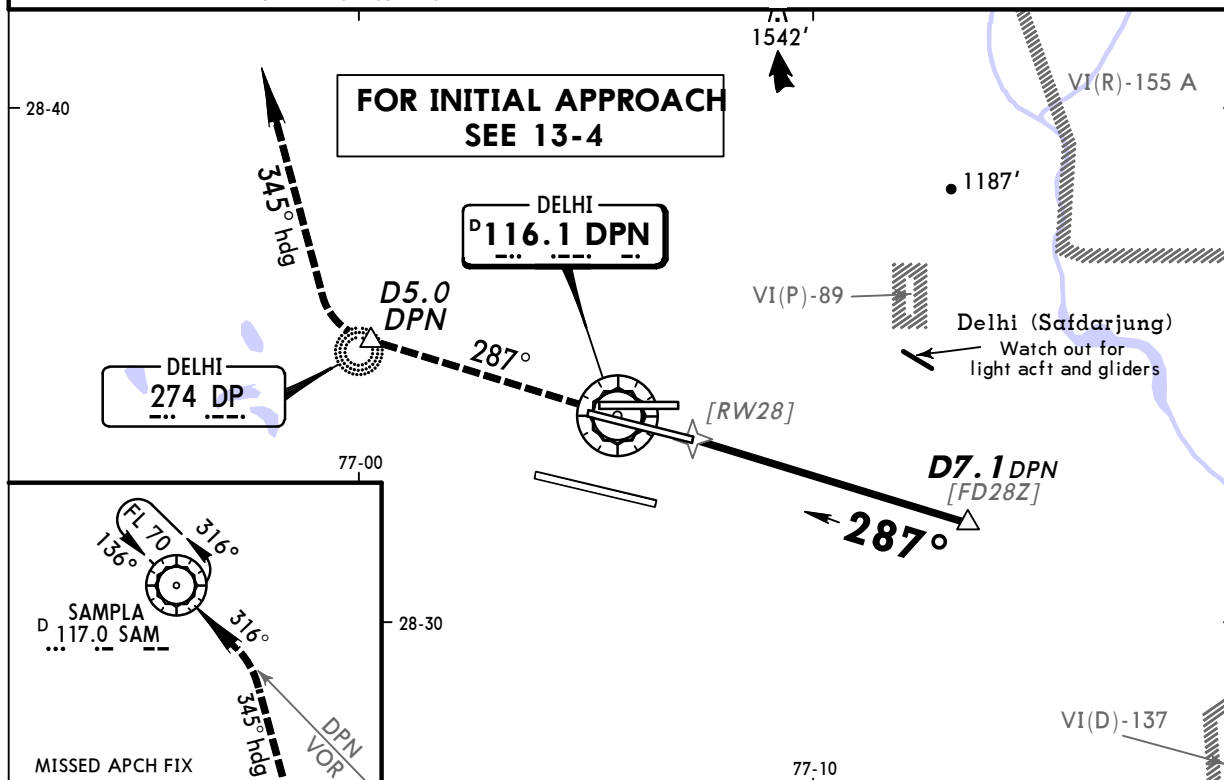 1542'
28-40
FOR INITIAL APPROACH
SEE 13-4
VI(R)-155 A
1187'
345° hdg
DELHI
D 116.1 DPN
D5.0
DPN
VI(P)-89
Delhi (Safdarjung)
Watch out for
light acft and gliders
287°
DELHI
274 DP
[RW28]
77-00
D7.1 DPN
[FD28Z]
287°
FL 70
316°
136°
SAMPLA
D 117.0 SAM
316°
28-30
345° hdg
DPN
VOR
VI(D)-137
MISSED APCH FIX
77-10